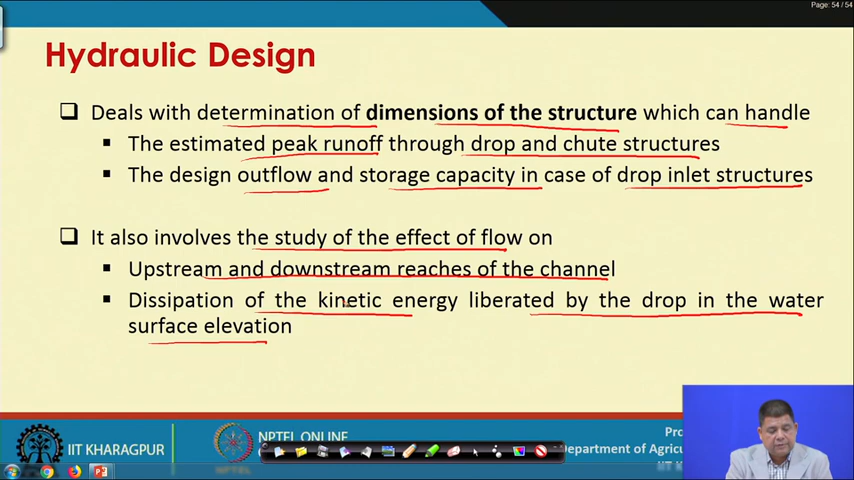 Page: 54 / 54
Hydraulic Design
Deals with determination of dimensions of the structure which can handle
The estimated peak runoff through drop and chute structures
The design outflow and storage capacity in case of drop inlet structures
It also involves the study of the effect of flow on
Upstream and downstream reaches of the channel
Dissipation of the kinetic energy liberated by the drop in the water
surface elevation
IIT KHARAGPUR
NPTEL ONLINE
NPTEL
Department of